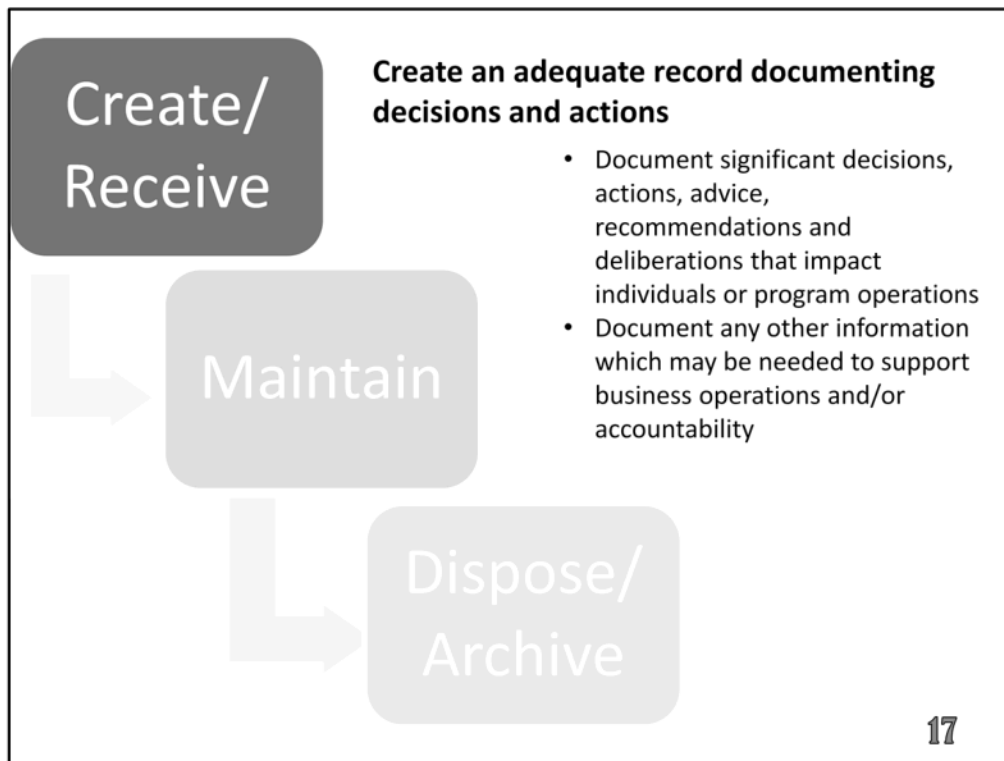 Create/
Receive
Create an adequate record documenting
decisions and actions
• Document significant decisions,
actions, advice,
recommendations and
deliberations that impact
individuals or program operations
• Document any other information
which may be needed to support
business operations and/or
accountability
Maintain
Dispose/
Archive
17